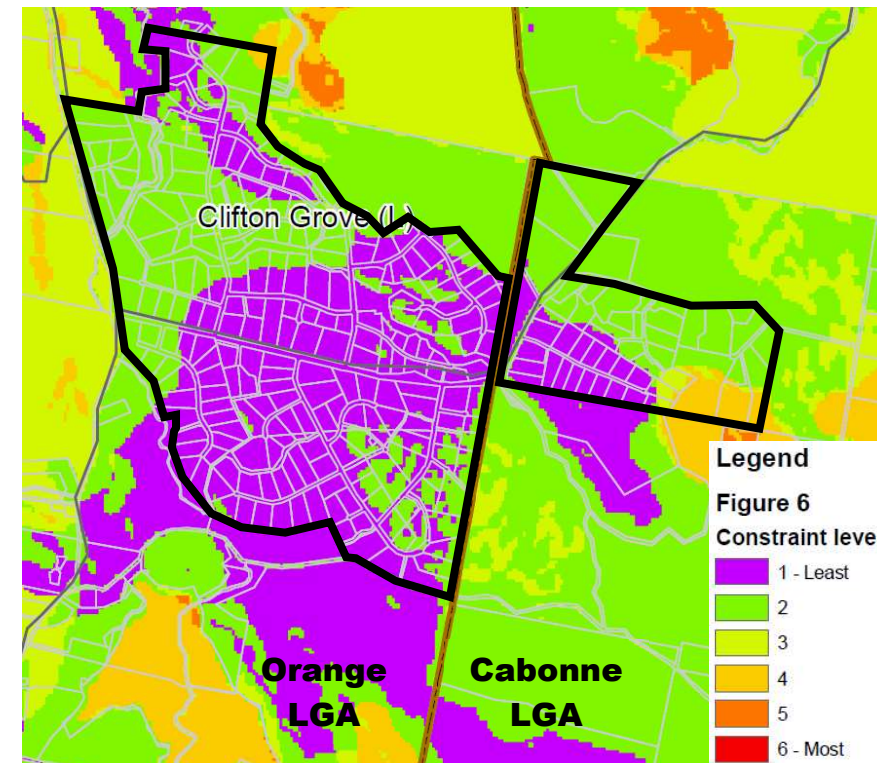 Clifton Grove (L)
Orange
LGA
Cabonne
LGA
Legend
Figure 6
Constraint leve
1 - Least
2
3
4
5
6 - Most